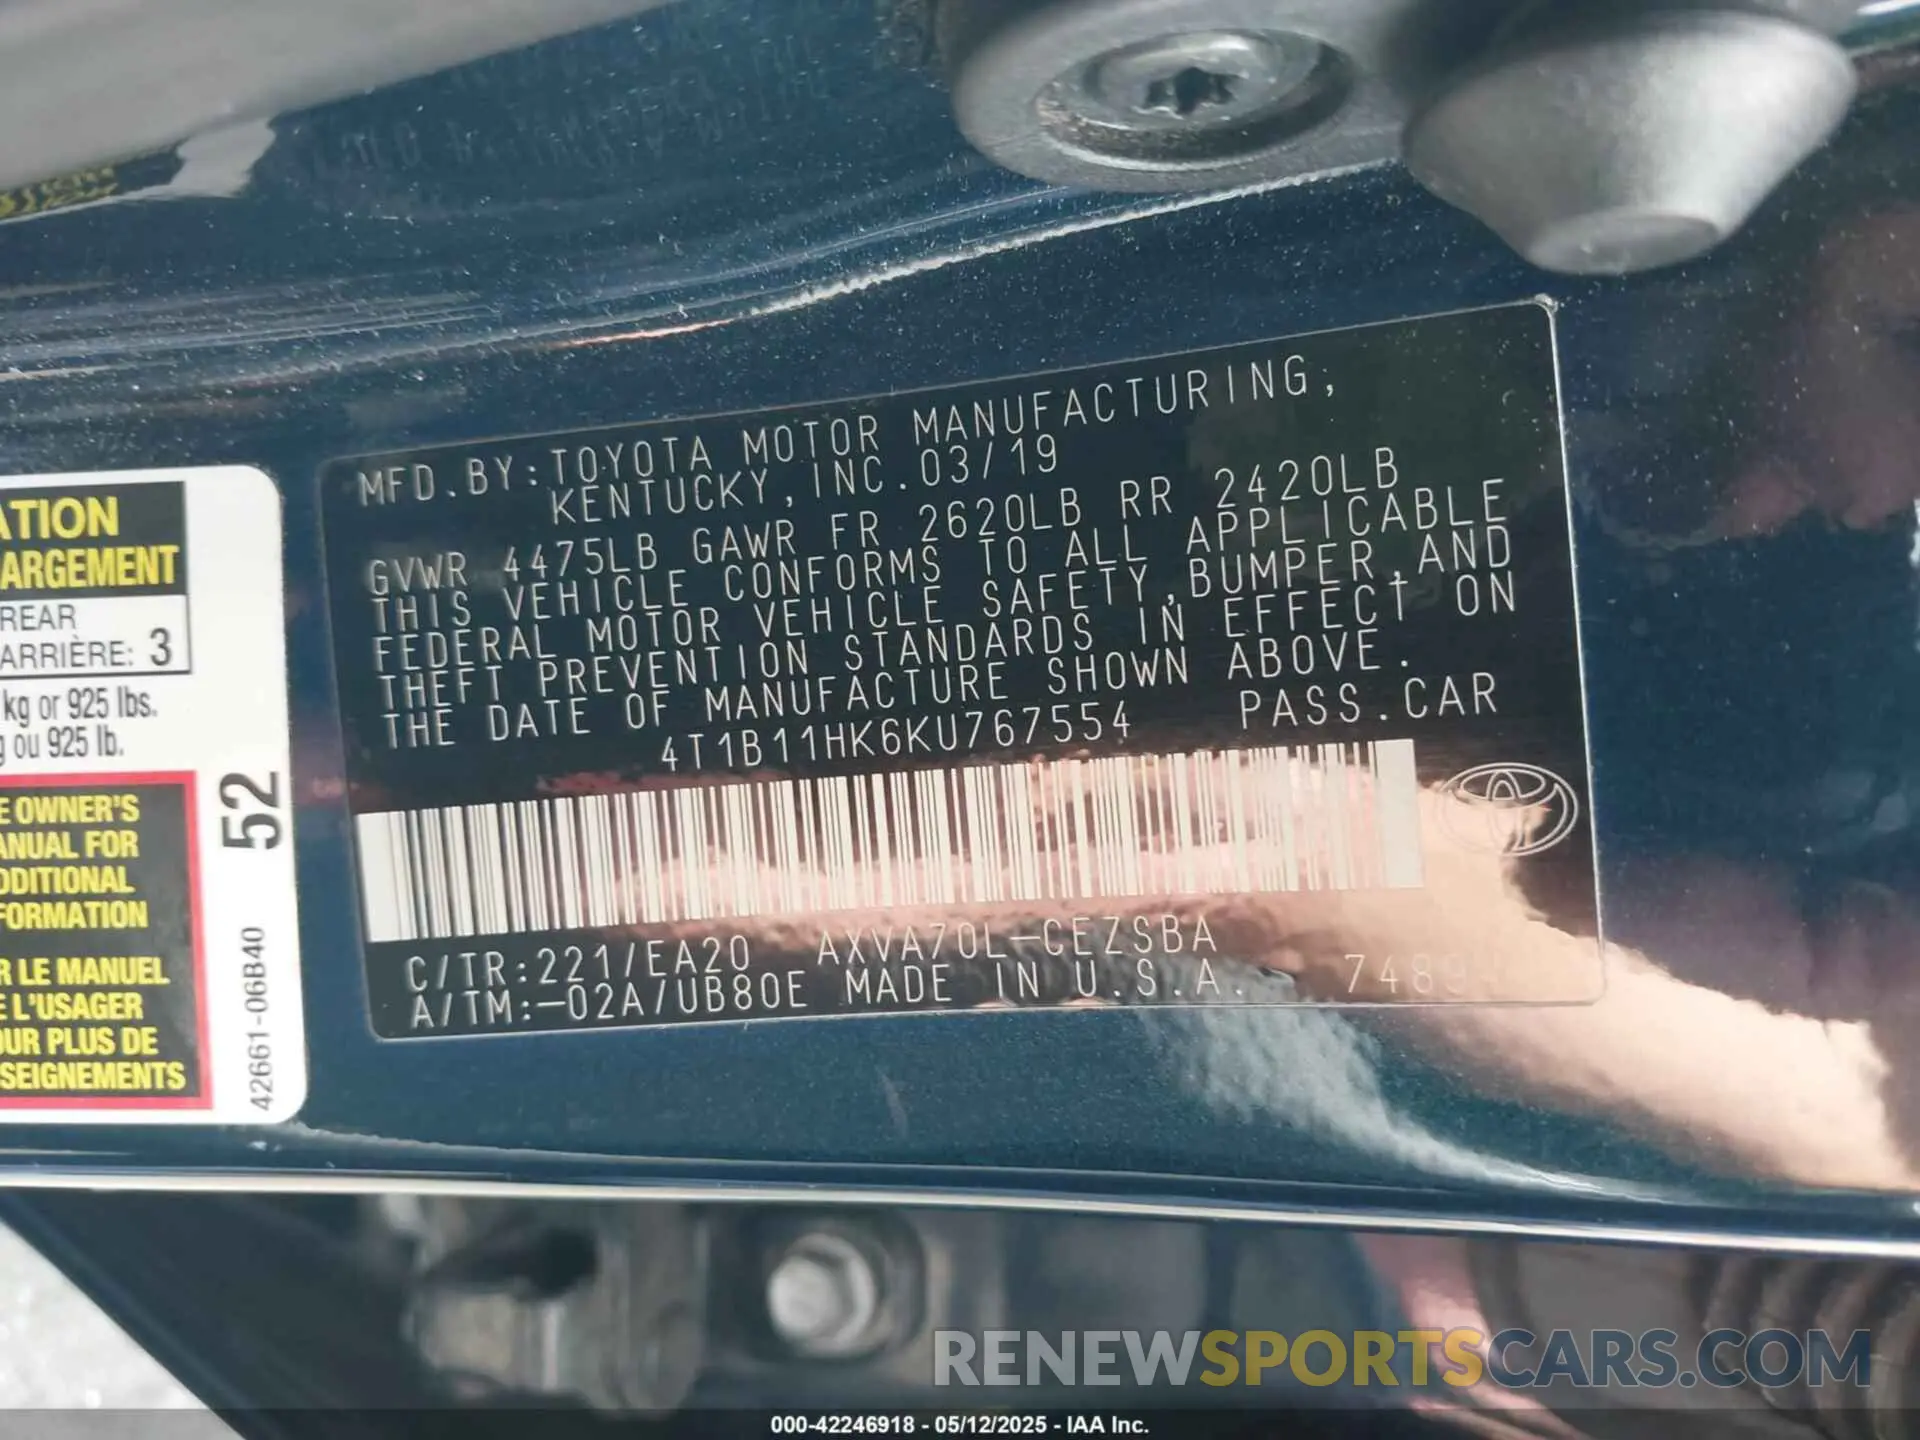 MFD.BY:TOYOTA MOTOR MANUFACTURING,
KENTUCKY,INC.03/19
GVWR 4475LB GAWR FR 2620LB RR 2420LB
THIS VEHICLE CONFORMS TO ALL APPLICABLE
FEDERAL MOTOR VEHICLE SAFETY,BUMPER,AND
THEFT PREVENTION STANDARDS IN EFFECT ON
THE DATE OF MANUFACTURE SHOWN ABOVE.
4T1B11HK6KU767554 PASS.CAR
C/TR:221/EA20 AXVA70L-CEZSBA
A/TM:-02A/UB80E MADE IN U.S.A.
ATION
ARGEMENT
REAR
ARRIÈRE: 3
kg or 925 lbs.
ou 925 lb.
E OWNER'S
ANUAL FOR
DDITIONAL
FORMATION
R LE MANUEL
E L'USAGER
OUR PLUS DE
SEIGNEMENTS
52
42661-06B40
RENEWSPORTSCARS.COM
000-42246918 - 05/12/2025 - IAA Inc.